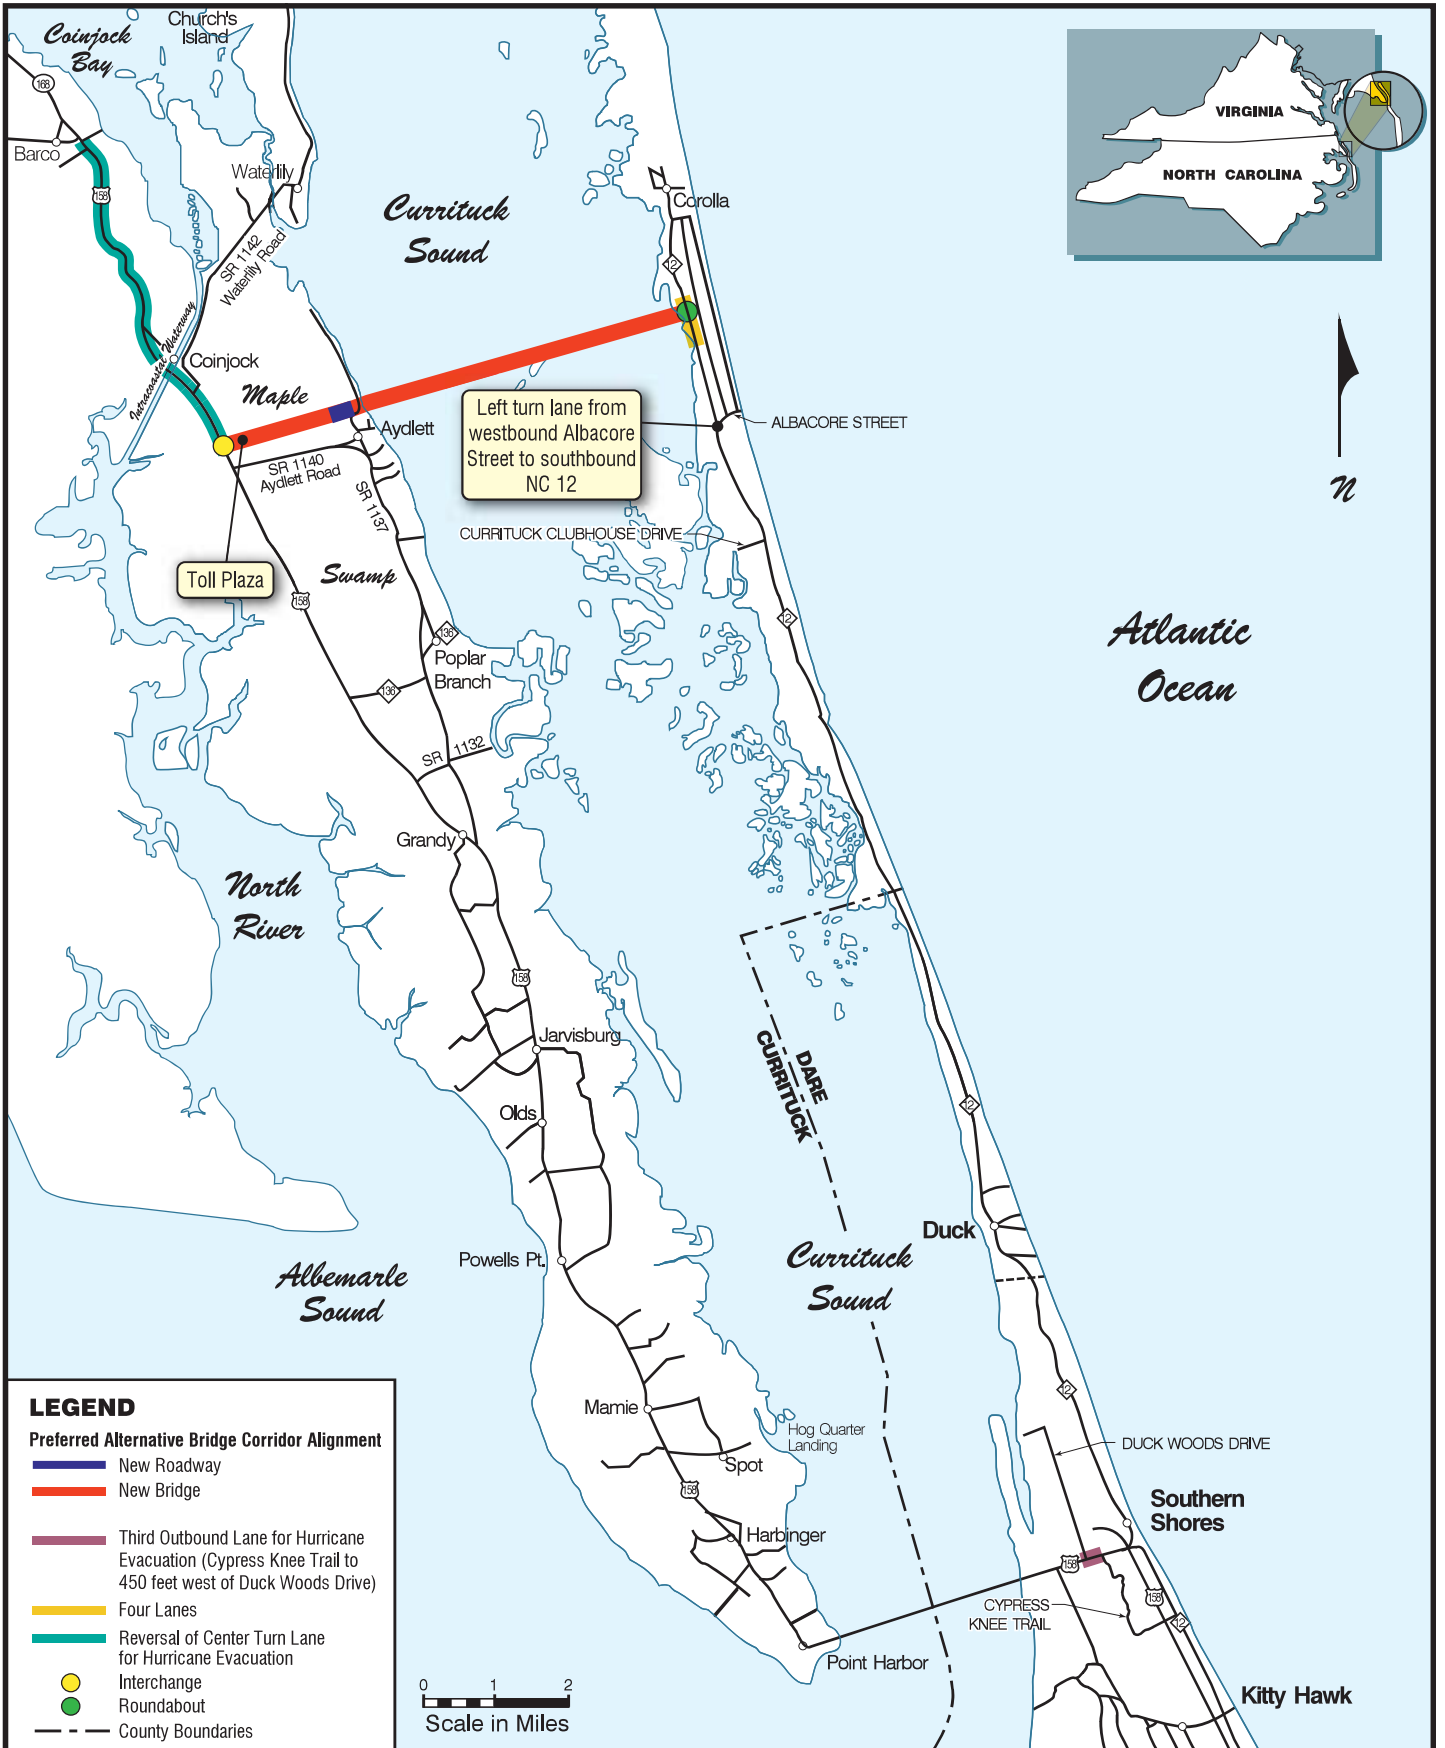 Church's
Island
Coinjock
Bay
168
Barco
158
Waterlily
SR 1142
Waterlily Road
Currituck
Sound
Corolla
12
VIRGINIA
NORTH CAROLINA
Intracoastal Waterway
Coinjock
Maple
Aydlett
SR 1140
Aydlett Road
SR 1137
Left turn lane from
westbound Albacore
Street to southbound
NC 12
ALBACORE STREET
N
CURRITUCK CLUBHOUSE DRIVE
Toll Plaza
Swamp
158
12
136
Poplar
Branch
136
Atlantic
Ocean
SR 1132
Grandy
North
River
158
Jarvisburg
DARE
CURRITUCK
12
Olds
Duck
Powells Pt.
Albemarle
Sound
Currituck
Sound
12
Mamie
Hog Quarter
Landing
Spot
158
DUCK WOODS DRIVE
Southern
Shores
Harbinger
158
158
12
CYPRESS
KNEE TRAIL
Point Harbor
Kitty Hawk
LEGEND
Preferred Alternative Bridge Corridor Alignment
New Roadway
New Bridge
Third Outbound Lane for Hurricane
Evacuation (Cypress Knee Trail to
450 feet west of Duck Woods Drive)
Four Lanes
Reversal of Center Turn Lane
for Hurricane Evacuation
Interchange
Roundabout
County Boundaries
0 1 2
Scale in Miles